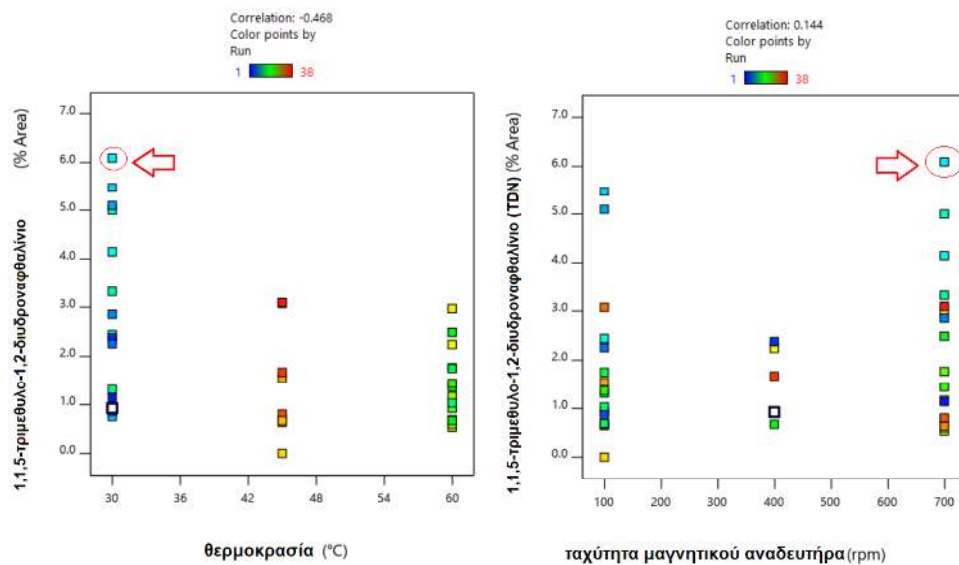 Correlation: -0.468
Color points by
Run
1 38
7.0
6.0
5.0
4.0
3.0
2.0
1.0
0.0
1,1,5-τριμεθυλο-1,2-διυδροναφθαλίνιο (% Area)
30 36 42 48 54 60
θερμοκρασία (°C)
Correlation: 0.144
Color points by
Run
1 38
7.0
6.0
5.0
4.0
3.0
2.0
1.0
0.0
1,1,5-τριμεθυλο-1,2-διυδροναφθαλίνιο (TDN) (% Area)
100 200 300 400 500 600 700
ταχύτητα μαγνητικού αναδευτήρα (rpm)